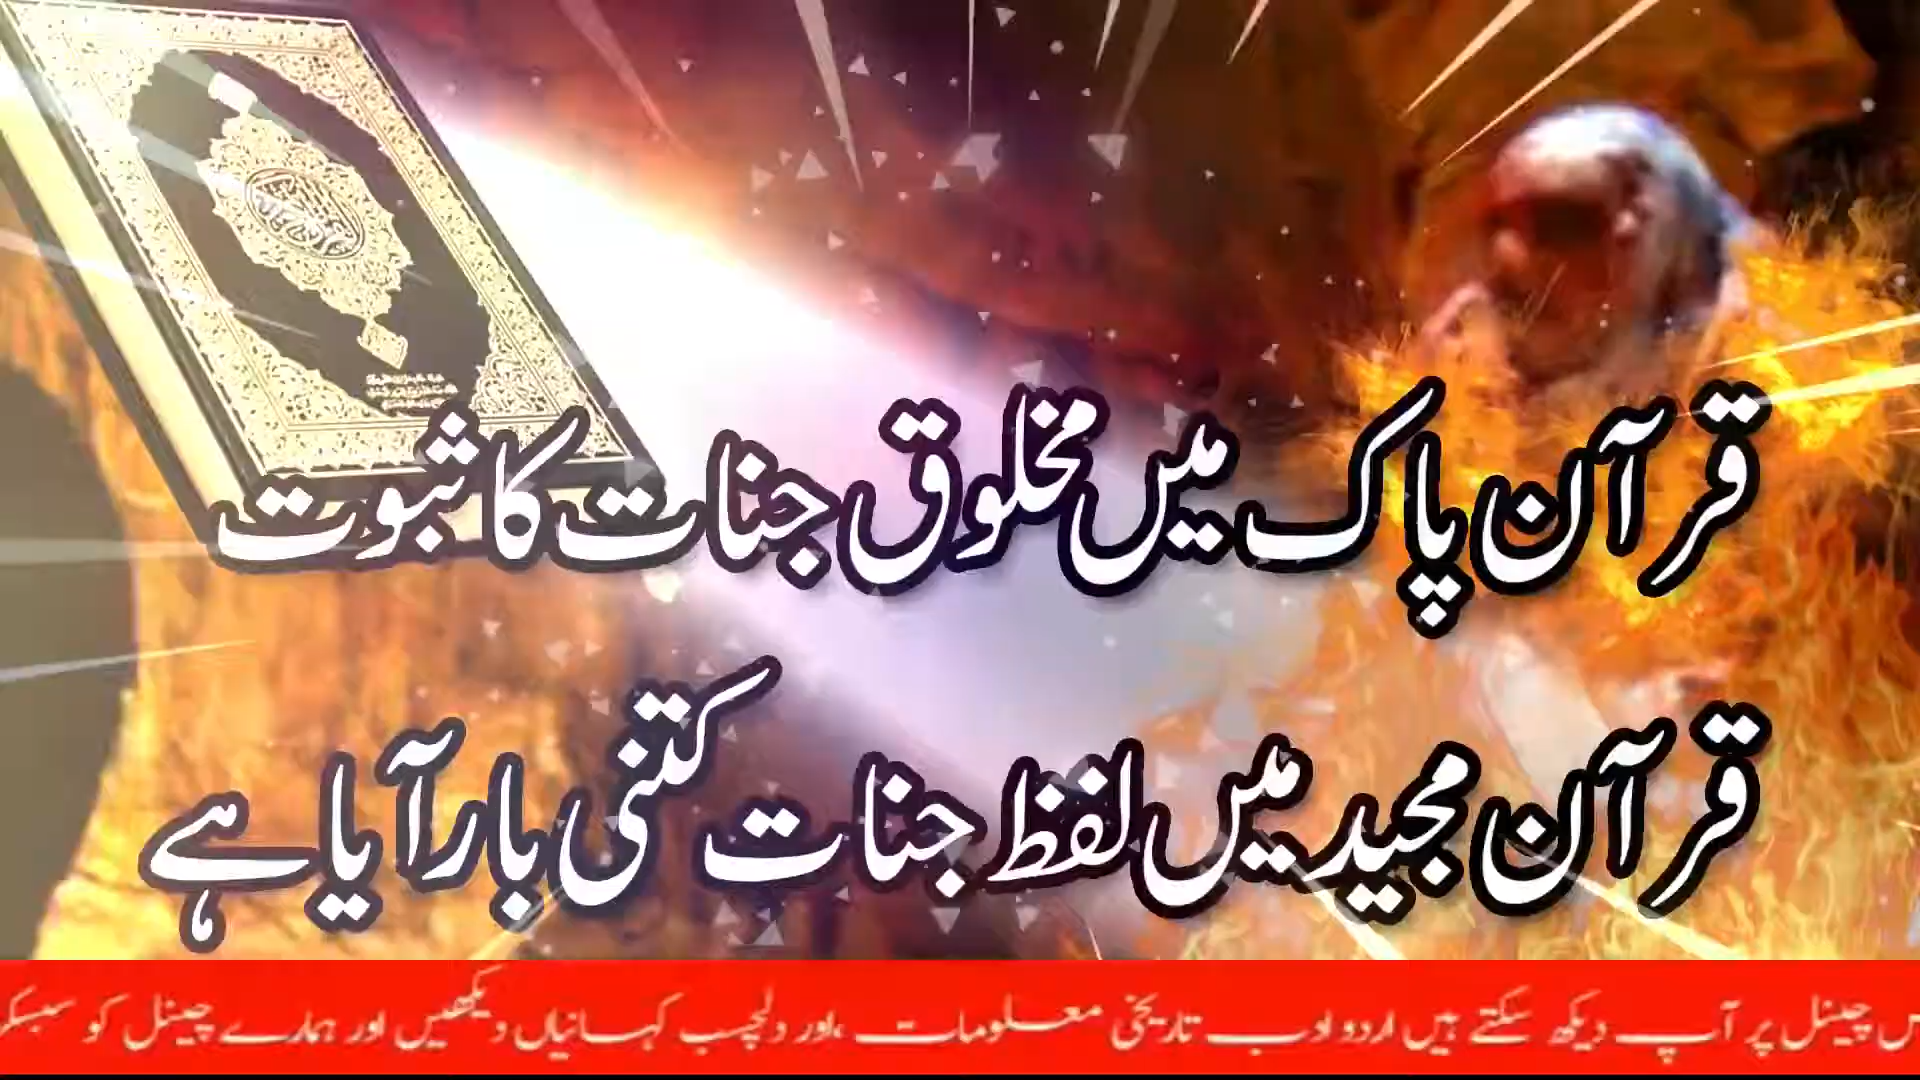 قرآن پاک میں مخلوق جنات کا ثبوت
قرآن مجید میں لفظ جنات کتنی بار آیا ہے
چینل پر آپ دیکھ سکتے ہیں اردو ادب تاریخی معلومات ،اور دلچسپ کہانیاں دیکھیں اور ہمارے چینل کو